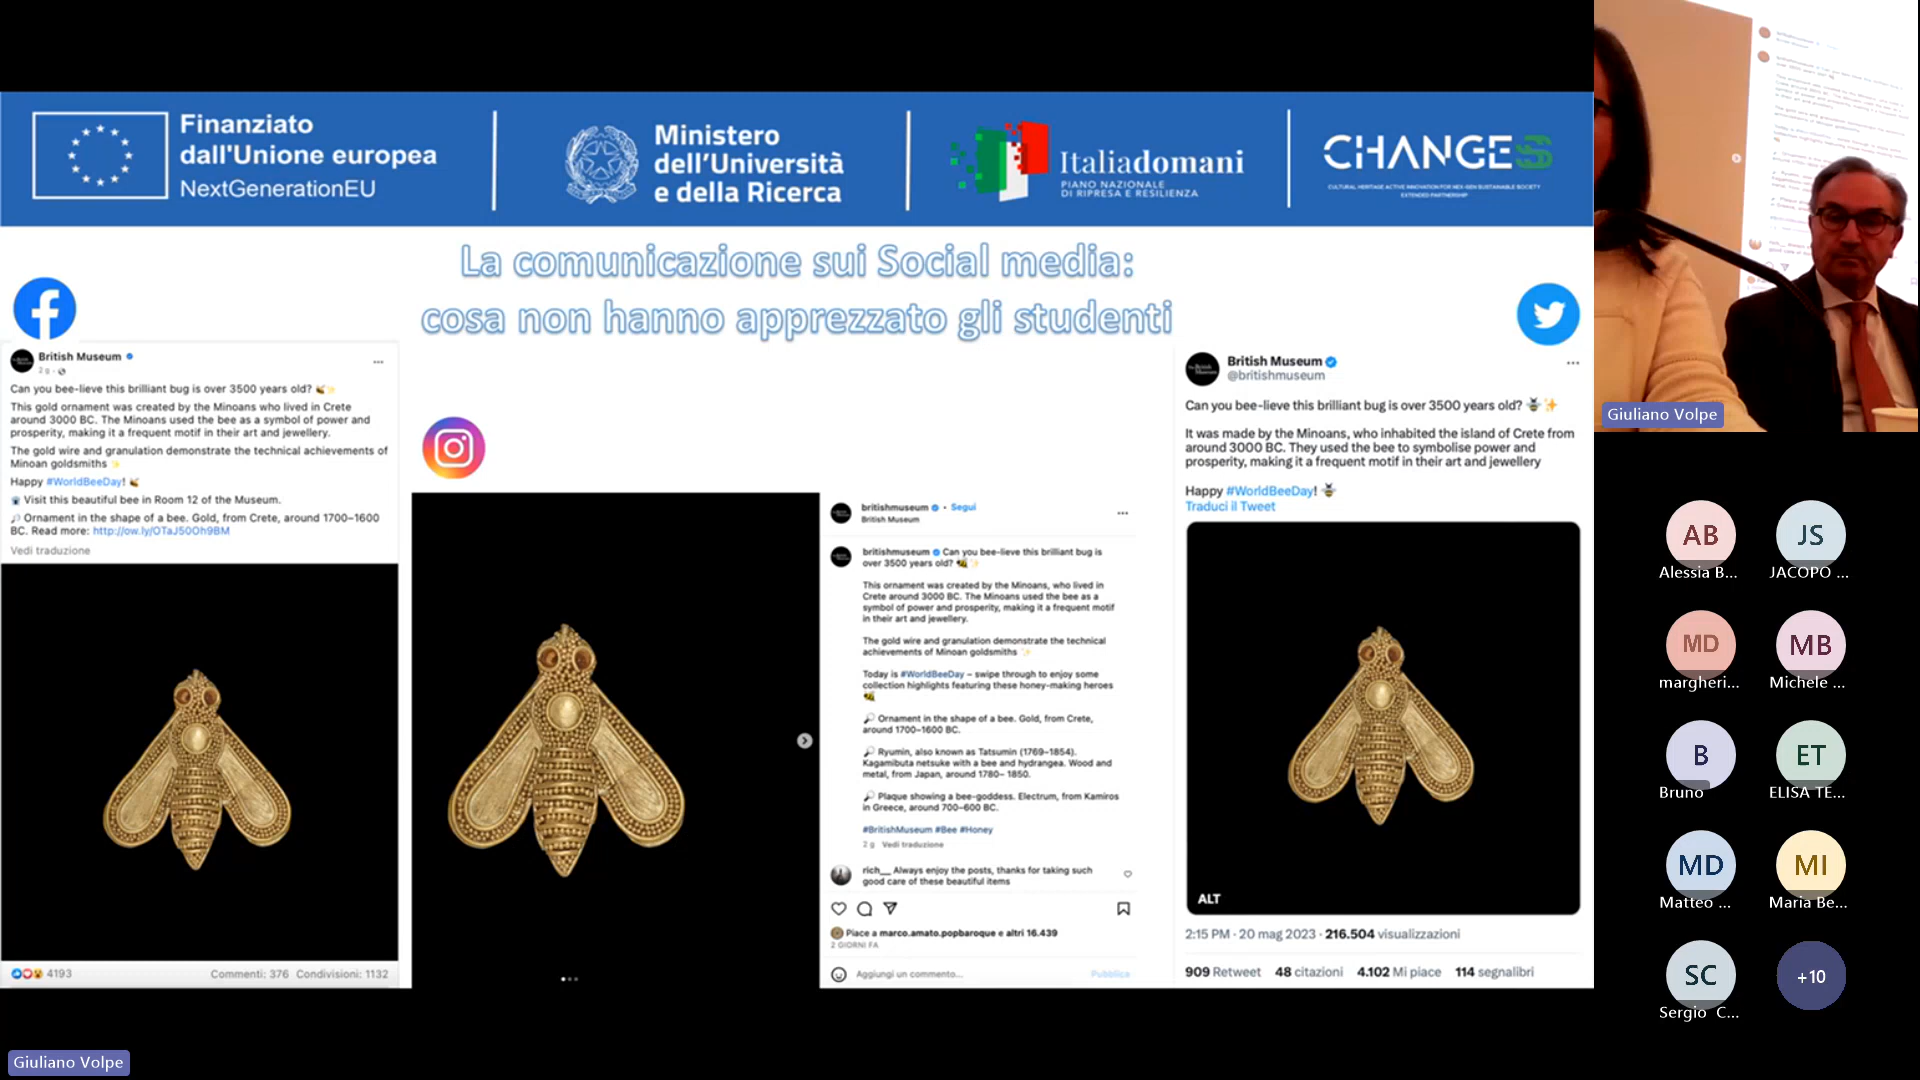 Finanziato
dall'Unione europea
NextGenerationEU
Ministero
dell'Università
e della Ricerca
Italiadomani
PIANO NAZIONALE
DI RIPRESA E RESILIENZA
CHANGES
CULTURAL HERITAGE ACTIVE INNOVATION FOR NEX-GEN SUSTAINABLE SOCIETY
EXTENDED PARTNERSHIP
La comunicazione sui Social media:
cosa non hanno apprezzato gli studenti
British Museum
2 g
Can you bee-lieve this brilliant bug is over 3500 years old?
This gold ornament was created by the Minoans who lived in Crete
around 3000 BC. The Minoans used the bee as a symbol of power and
prosperity, making it a frequent motif in their art and jewellery.
The gold wire and granulation demonstrate the technical achievements of
Minoan goldsmiths
Happy #WorldBeeDay!
Visit this beautiful bee in Room 12 of the Museum.
Ornament in the shape of a bee. Gold, from Crete, around 1700–1600
BC. Read more: http://ow.ly/OTaJ50Oh9BM
Vedi traduzione
4193
Commenti: 376 Condivisioni: 1132
britishmuseum • Segui
British Museum
britishmuseum Can you bee-lieve this brilliant bug is
over 3500 years old?
This ornament was created by the Minoans, who lived in
Crete around 3000 BC. The Minoans used the bee as a
symbol of power and prosperity, making it a frequent motif
in their art and jewellery.
The gold wire and granulation demonstrate the technical
achievements of Minoan goldsmiths
Today is #WorldBeeDay – swipe through to enjoy some
collection highlights featuring these honey-making heroes
Ornament in the shape of a bee. Gold, from Crete,
around 1700–1600 BC.
Ryumin, also known as Tatsumin (1769–1854).
Kagamibuta netsuke with a bee and hydrangea. Wood and
metal, from Japan, around 1780– 1850.
Plaque showing a bee-goddess. Electrum, from Kamiros
in Greece, around 700–600 BC.
#BritishMuseum #Bee #Honey
2 g Vedi traduzione
rich__ Always enjoy the posts, thanks for taking such
good care of these beautiful items
Piace a marco.amato.popbaroque e altri 16.439
2 GIORNI FA
Aggiungi un commento...
Pubblica
British Museum
@britishmuseum
Can you bee-lieve this brilliant bug is over 3500 years old?
It was made by the Minoans, who inhabited the island of Crete from
around 3000 BC. They used the bee to symbolise power and
prosperity, making it a frequent motif in their art and jewellery
Happy #WorldBeeDay!
Traduci il Tweet
ALT
2:15 PM · 20 mag 2023 · 216.504 visualizzazioni
909 Retweet 48 citazioni 4.102 Mi piace 114 segnalibri
Giuliano Volpe
AB
Alessia B...
JS
JACOPO ...
MD
margheri...
MB
Michele ...
B
Bruno
ET
ELISA TE...
MD
Matteo ...
MI
Maria Be...
SC
Sergio C...
+10
Giuliano Volpe